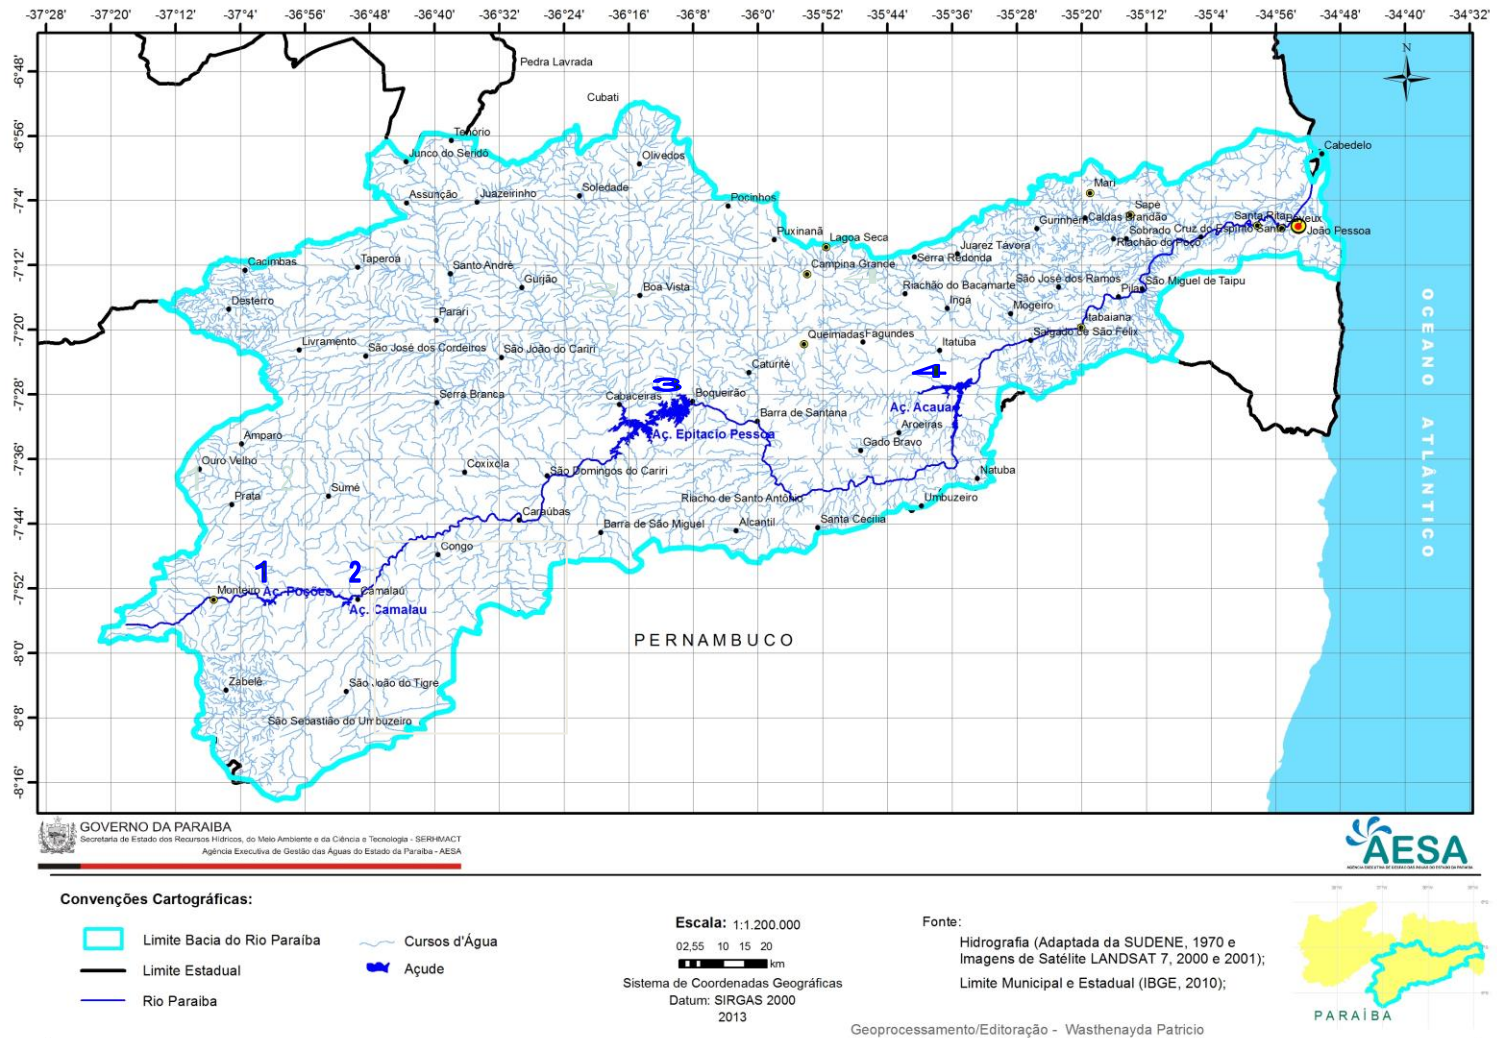 -37°28' -37°20' -37°12' -37°4' -36°56' -36°48' -36°40' -36°32' -36°24' -36°16' -36°8' -36°0' -35°52' -35°44' -35°36' -35°28' -35°20' -35°12' -35°4' -34°56' -34°48' -34°40' -34°32'
N
Pedra Lavrada
-6°48'
Cubati
-6°56'
Tenório
Cabedelo
Junco do Seridó
Olivedos
Mari
Soledade
Assunção
Juazeirinho
Pocinhos
-7°4'
Sapé
Gurinhem
Caldas Brandão
Santa Rita
Bayeux
Puxinanã
Lagoa Seca
Sobrado
Cruz do Espirito Santo
João Pessoa
Riachão do Poço
Juarez Távora
Serra Redonda
-7°12'
Cacimbas
Taperoa
Santo André
Campina Grande
Gurjão
Boa Vista
Riachão do Bacamarte
São José dos Ramos
Pilar
São Miguel de Taipu
Desterro
Ingá
Mogeiro
Parari
Itabaiana
-7°20'
Queimadas
Fagundes
Salgado de São Félix
Livramento
São José dos Cordeiros
São João do Cariri
Itatuba
Caturité
4
3
-7°28'
Serra Branca
Cabaceiras
Boqueirão
Aç. Acaua
Barra de Santana
Aroeiras
Aç. Epitacio Pessoa
Amparo
Gado Bravo
-7°36'
Ouro Velho
Coxixola
São Domingos do Cariri
Natuba
Prata
Sumé
Riacho de Santo Antônio
Umbuzeiro
-7°44'
Caraúbas
Barra de São Miguel
Alcantil
Santa Cecilia
Congo
1
2
-7°52'
Monteiro
Aç. Poções
Camalaú
Aç. Camalau
PERNAMBUCO
-8°0'
Zabelê
São João do Tigre
-8°8'
São Sebastião do Umbuzeiro
-8°16'
OCEANO ATLÂNTICO
GOVERNO DA PARAIBA
Secretaria de Estado dos Recursos Hídricos, do Meio Ambiente e da Ciência e Tecnologia - SERHMACT
Agência Executiva de Gestão das Águas do Estado da Paraíba - AESA
AESA
Convenções Cartográficas:
Limite Bacia do Rio Paraíba
Cursos d'Água
Limite Estadual
Açude
Rio Paraiba
Escala: 1:1.200.000
02,55 10 15 20
km
Sistema de Coordenadas Geográficas
Datum: SIRGAS 2000
2013
Fonte:
Hidrografia (Adaptada da SUDENE, 1970 e
Imagens de Satélite LANDSAT 7, 2000 e 2001);
Limite Municipal e Estadual (IBGE, 2010);
PARAÍBA
Geoprocessamento/Editoração - Wasthenayda Patricio